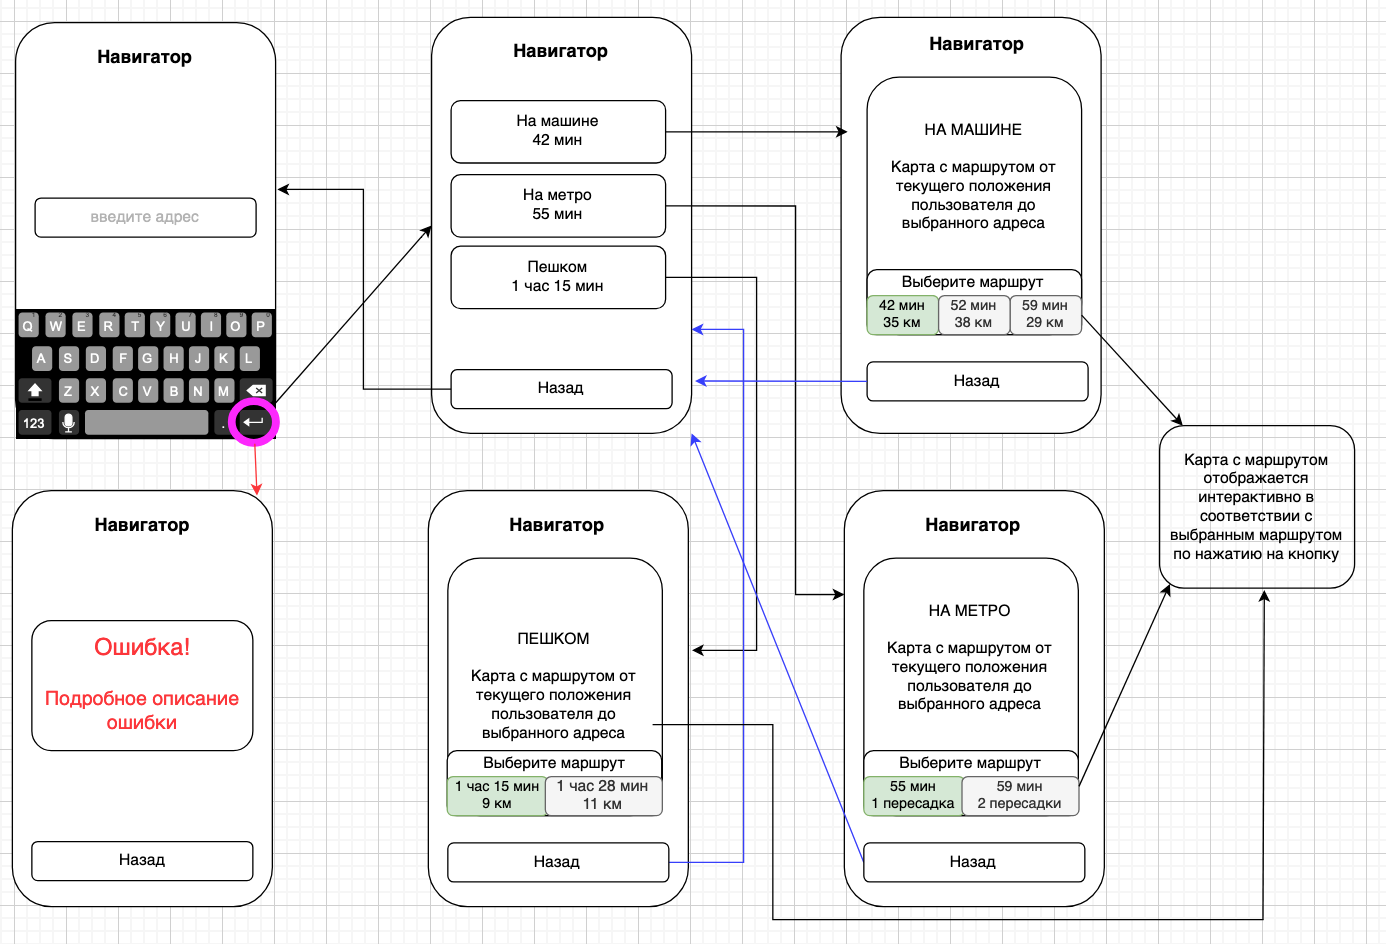 Навигатор
введите адрес
Q W E R T Y U I O P
A S D F G H J K L
Z X C V B N M
123 .
Навигатор
На машине
42 мин
На метро
55 мин
Пешком
1 час 15 мин
Назад
Навигатор
НА МАШИНЕ
Карта с маршрутом от
текущего положения
пользователя до
выбранного адреса
Выберите маршрут
42 мин
35 км
52 мин
38 км
59 мин
29 км
Назад
Карта с маршрутом
отображается
интерактивно в
соответствии с
выбранным маршрутом
по нажатию на кнопку
Навигатор
Ошибка!
Подробное описание
ошибки
Назад
Навигатор
ПЕШКОМ
Карта с маршрутом от
текущего положения
пользователя до
выбранного адреса
Выберите маршрут
1 час 15 мин
9 км
1 час 28 мин
11 км
Назад
Навигатор
НА МЕТРО
Карта с маршрутом от
текущего положения
пользователя до
выбранного адреса
Выберите маршрут
55 мин
1 пересадка
59 мин
2 пересадки
Назад